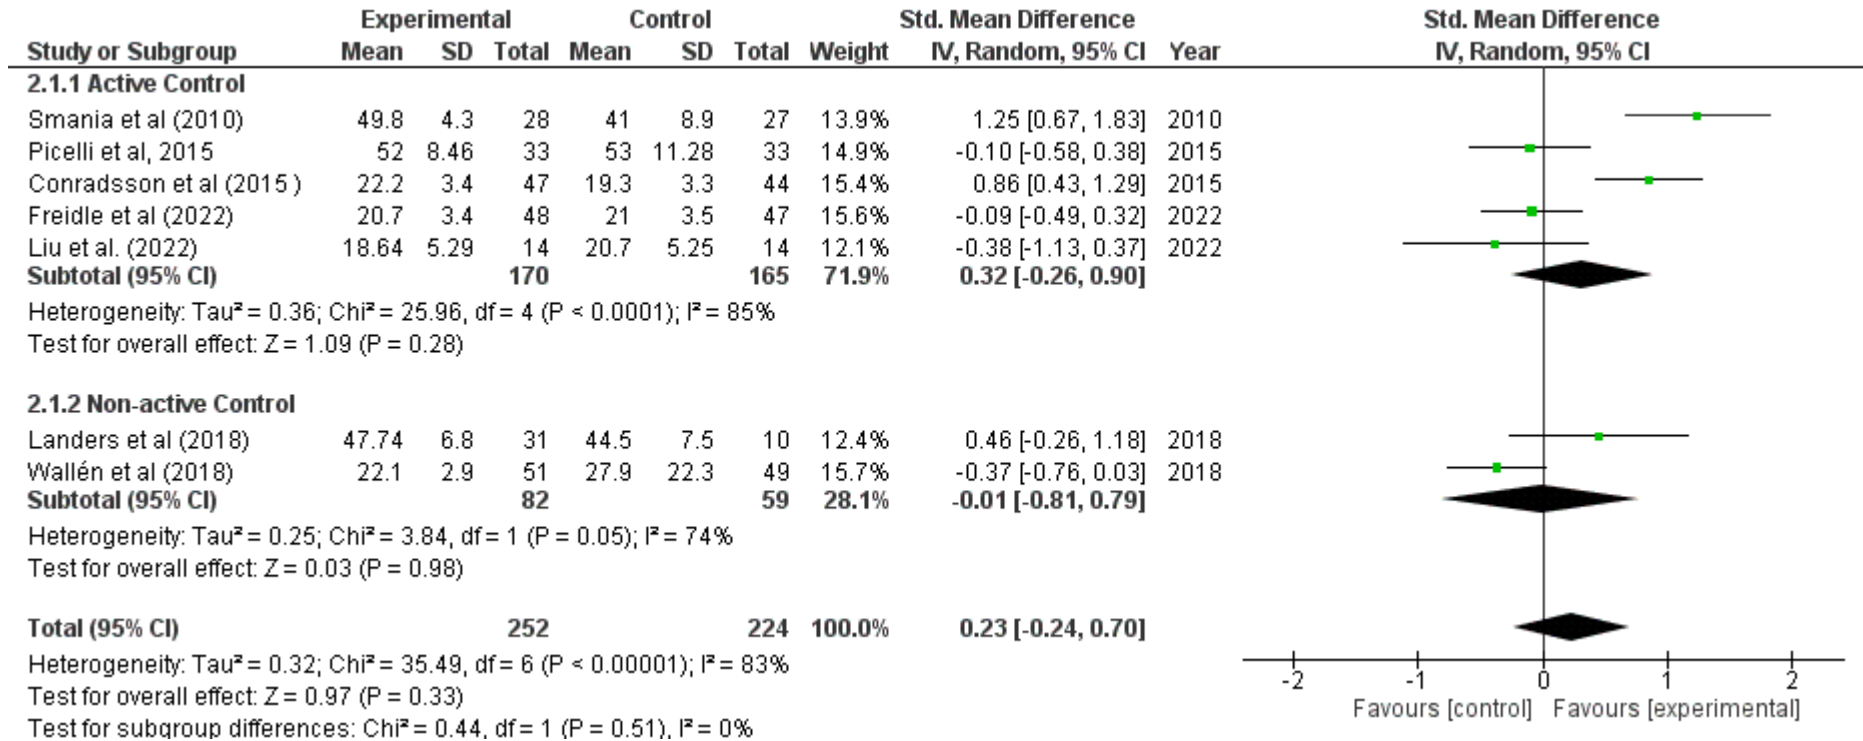 Experimental Control Std. Mean Difference Std. Mean Difference
Study or Subgroup Mean SD Total Mean SD Total Weight IV, Random, 95% CI Year IV, Random, 95% CI
2.1.1 Active Control
Smania et al (2010) 49.8 4.3 28 41 8.9 27 13.9% 1.25 [0.67, 1.83] 2010
Picelli et al, 2015 52 8.46 33 53 11.28 33 14.9% -0.10 [-0.58, 0.38] 2015
Conradsson et al (2015 ) 22.2 3.4 47 19.3 3.3 44 15.4% 0.86 [0.43, 1.29] 2015
Freidle et al (2022) 20.7 3.4 48 21 3.5 47 15.6% -0.09 [-0.49, 0.32] 2022
Liu et al. (2022) 18.64 5.29 14 20.7 5.25 14 12.1% -0.38 [-1.13, 0.37] 2022
Subtotal (95% CI) 170 165 71.9% 0.32 [-0.26, 0.90]
Heterogeneity: Tau² = 0.36; Chi² = 25.96, df = 4 (P < 0.0001); I² = 85%
Test for overall effect: Z = 1.09 (P = 0.28)
2.1.2 Non-active Control
Landers et al (2018) 47.74 6.8 31 44.5 7.5 10 12.4% 0.46 [-0.26, 1.18] 2018
Wallén et al (2018) 22.1 2.9 51 27.9 22.3 49 15.7% -0.37 [-0.76, 0.03] 2018
Subtotal (95% CI) 82 59 28.1% -0.01 [-0.81, 0.79]
Heterogeneity: Tau² = 0.25; Chi² = 3.84, df = 1 (P = 0.05); I² = 74%
Test for overall effect: Z = 0.03 (P = 0.98)
Total (95% CI) 252 224 100.0% 0.23 [-0.24, 0.70]
Heterogeneity: Tau² = 0.32; Chi² = 35.49, df = 6 (P < 0.00001); I² = 83%
Test for overall effect: Z = 0.97 (P = 0.33)
Test for subgroup differences: Chi² = 0.44, df = 1 (P = 0.51), I² = 0%
-2 -1 0 1 2
Favours [control] Favours [experimental]